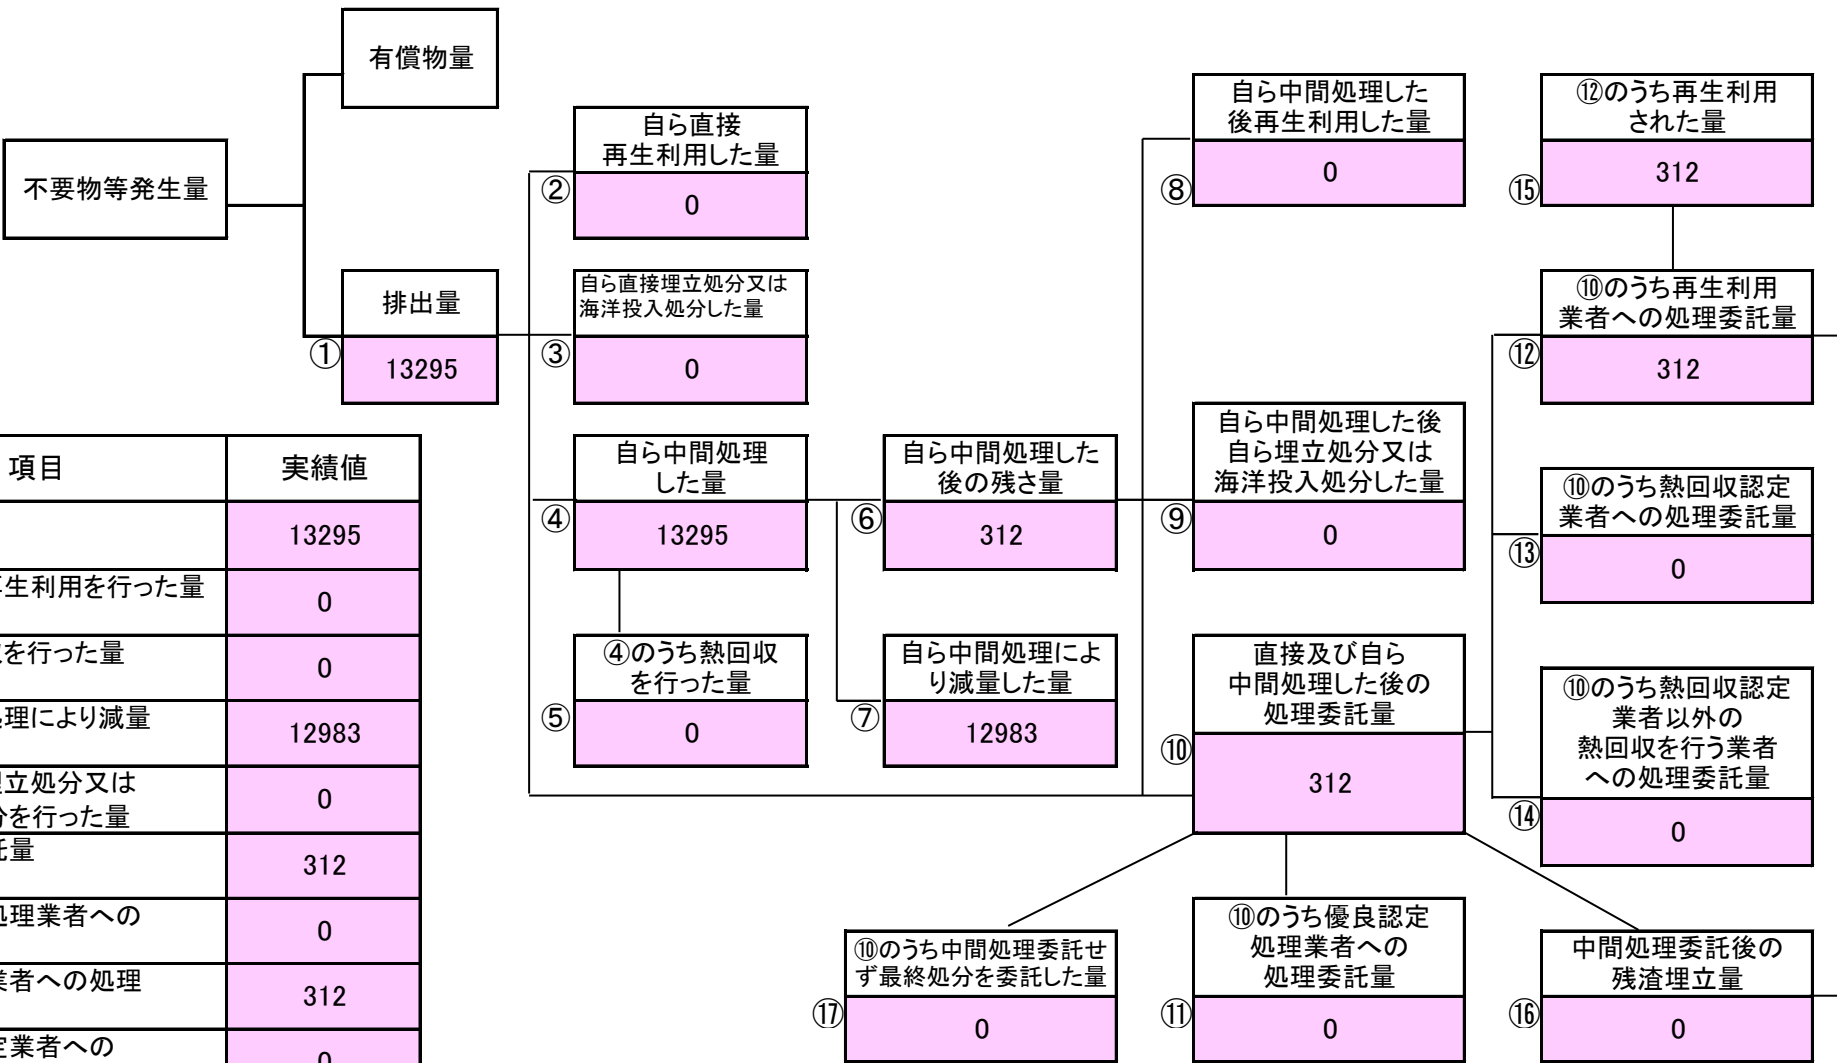 有償物量
不要物等発生量
排出量
①
13295
自ら直接
再生利用した量
②
0
自ら直接埋立処分又は
海洋投入処分した量
③
0
自ら中間処理
した量
④
13295
④のうち熱回収
を行った量
⑤
0
自ら中間処理した
後の残さ量
⑥
312
自ら中間処理によ
り減量した量
⑦
12983
自ら中間処理した
後再生利用した量
⑧
0
自ら中間処理した後
自ら埋立処分又は
海洋投入処分した量
⑨
0
直接及び自ら
中間処理した後の
処理委託量
⑩
312
⑫のうち再生利用
された量
⑮
312
⑩のうち再生利用
業者への処理委託量
⑫
312
⑩のうち熱回収認定
業者への処理委託量
⑬
0
⑩のうち熱回収認定
業者以外の
熱回収を行う業者
への処理委託量
⑭
0
⑩のうち中間処理委託せ
ず最終処分を委託した量
⑰
0
⑩のうち優良認定
処理業者への
処理委託量
⑪
0
中間処理委託後の
残渣埋立量
⑯
0
項目
実績値
13295
生利用を行った量
0
を行った量
0
理により減量
12983
立処分又は
を行った量
0
量
312
処理業者への
0
業者への処理
312
業者への
0